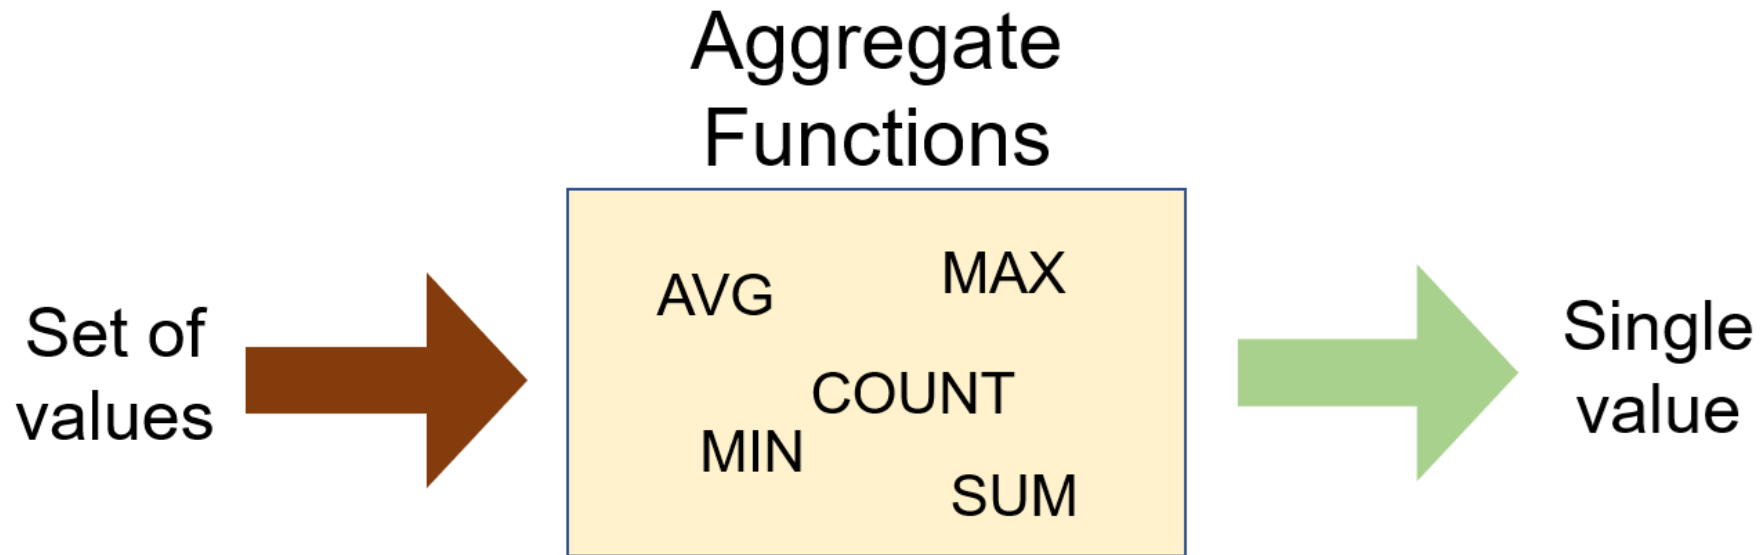 Aggregate
Functions
Set of
values
AVG
MAX
COUNT
MIN
SUM
Single
value